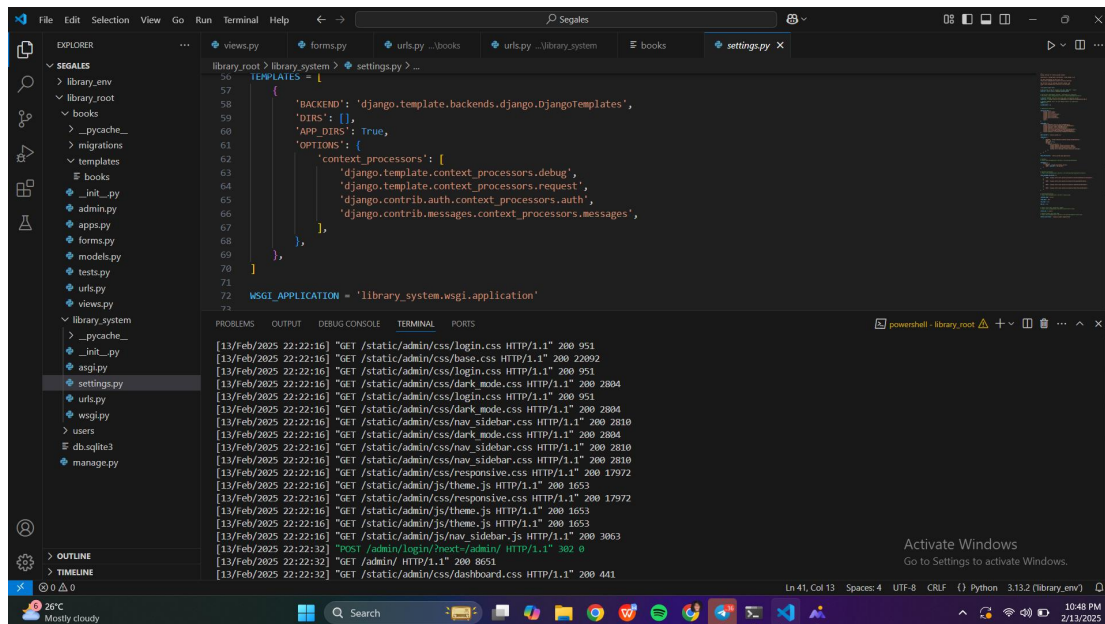 File Edit Selection View Go Run Terminal Help
Segales
EXPLORER
views.py forms.py urls.py ...\books urls.py ...\library_system books settings.py
library_root > library_system > settings.py > ...
SEGALES
library_env
library_root
books
__pycache__
migrations
templates
books
__init__.py
admin.py
apps.py
forms.py
models.py
tests.py
urls.py
views.py
library_system
__pycache__
__init__.py
asgi.py
settings.py
urls.py
wsgi.py
users
db.sqlite3
manage.py
OUTLINE
TIMELINE
56 TEMPLATES = [
57 {
58 'BACKEND': 'django.template.backends.django.DjangoTemplates',
59 'DIRS': [],
60 'APP_DIRS': True,
61 'OPTIONS': {
62 'context_processors': [
63 'django.template.context_processors.debug',
64 'django.template.context_processors.request',
65 'django.contrib.auth.context_processors.auth',
66 'django.contrib.messages.context_processors.messages',
67 ],
68 },
69 },
70 ]
71
72 WSGI_APPLICATION = 'library_system.wsgi.application'
73
PROBLEMS OUTPUT DEBUG CONSOLE TERMINAL PORTS
powershell - library_root
[13/Feb/2025 22:22:16] "GET /static/admin/css/login.css HTTP/1.1" 200 951
[13/Feb/2025 22:22:16] "GET /static/admin/css/base.css HTTP/1.1" 200 22092
[13/Feb/2025 22:22:16] "GET /static/admin/css/login.css HTTP/1.1" 200 951
[13/Feb/2025 22:22:16] "GET /static/admin/css/dark_mode.css HTTP/1.1" 200 2804
[13/Feb/2025 22:22:16] "GET /static/admin/css/login.css HTTP/1.1" 200 951
[13/Feb/2025 22:22:16] "GET /static/admin/css/dark_mode.css HTTP/1.1" 200 2804
[13/Feb/2025 22:22:16] "GET /static/admin/css/nav_sidebar.css HTTP/1.1" 200 2810
[13/Feb/2025 22:22:16] "GET /static/admin/css/dark_mode.css HTTP/1.1" 200 2804
[13/Feb/2025 22:22:16] "GET /static/admin/css/nav_sidebar.css HTTP/1.1" 200 2810
[13/Feb/2025 22:22:16] "GET /static/admin/css/nav_sidebar.css HTTP/1.1" 200 2810
[13/Feb/2025 22:22:16] "GET /static/admin/css/responsive.css HTTP/1.1" 200 17972
[13/Feb/2025 22:22:16] "GET /static/admin/js/theme.js HTTP/1.1" 200 1653
[13/Feb/2025 22:22:16] "GET /static/admin/css/responsive.css HTTP/1.1" 200 17972
[13/Feb/2025 22:22:16] "GET /static/admin/js/theme.js HTTP/1.1" 200 1653
[13/Feb/2025 22:22:16] "GET /static/admin/js/theme.js HTTP/1.1" 200 1653
[13/Feb/2025 22:22:16] "GET /static/admin/js/nav_sidebar.js HTTP/1.1" 200 3063
[13/Feb/2025 22:22:32] "POST /admin/login/?next=/admin/ HTTP/1.1" 302 0
[13/Feb/2025 22:22:32] "GET /admin/ HTTP/1.1" 200 8651
[13/Feb/2025 22:22:32] "GET /static/admin/css/dashboard.css HTTP/1.1" 200 441
Activate Windows
Go to Settings to activate Windows.
0 0 0
Ln 41, Col 13 Spaces: 4 UTF-8 CRLF {} Python 3.13.2 ('library_env')
6
26°C
Mostly cloudy
Search
10:48 PM
2/13/2025